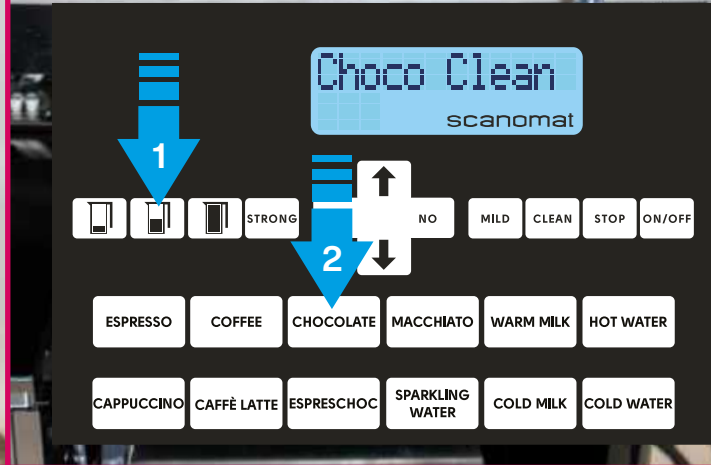 Choco Clean
scanomat
1
STRONG
NO
MILD
CLEAN
STOP
ON/OFF
2
ESPRESSO
COFFEE
CHOCOLATE
MACCHIATO
WARM MILK
HOT WATER
CAPPUCCINO
CAFFÈ LATTE
ESPRESCHOC
SPARKLING
WATER
COLD MILK
COLD WATER